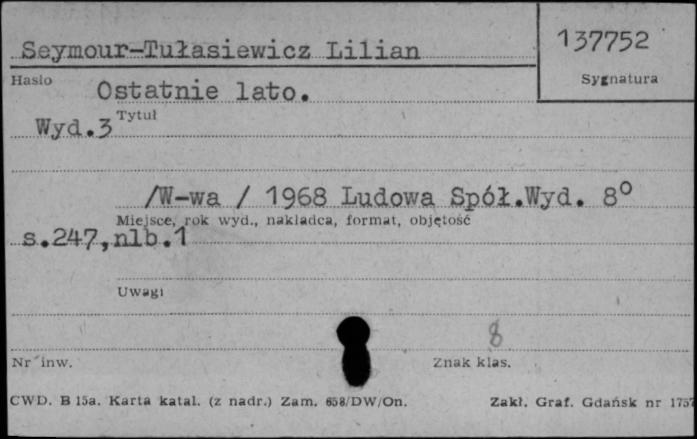 Seymour-Tułasiewicz Lilian
137752
Hasło
Sygnatura
Ostatnie lato.
Tytuł
Wyd.3
/W-wa / 1968 Ludowa Spół.Wyd. 8°
Miejsce, rok wyd., nakładca, format, objętość
s.247,nlb.1
Uwagi
8
Nr inw.
Znak klas.
CWD. B 15a. Karta katal. (z nadr.) Zam. 658/DW/On.
Zakł. Graf. Gdańsk nr 1757